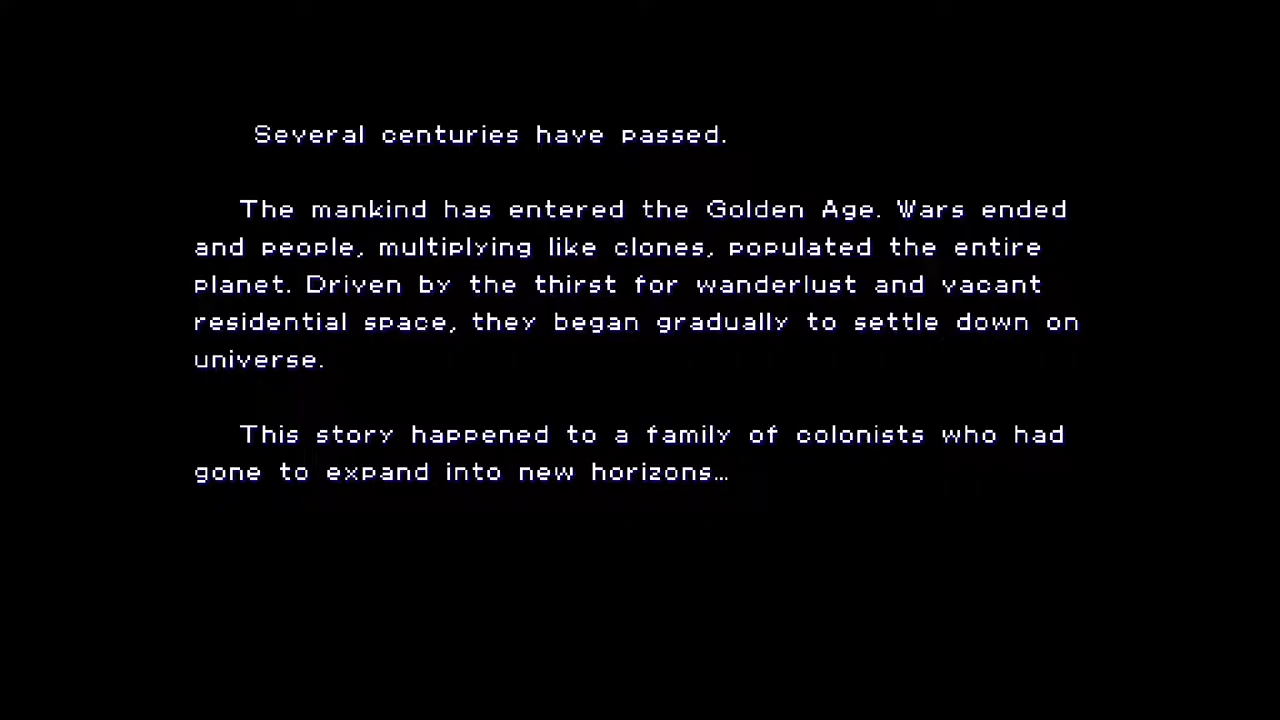 Several centuries have passed.
The mankind has entered the Golden Age. Wars ended
and people, multiplying like clones, populated the entire
planet. Driven by the thirst for wanderlust and vacant
residential space, they began gradually to settle down on
universe.
This story happened to a family of colonists who had
gone to expand into new horizons…